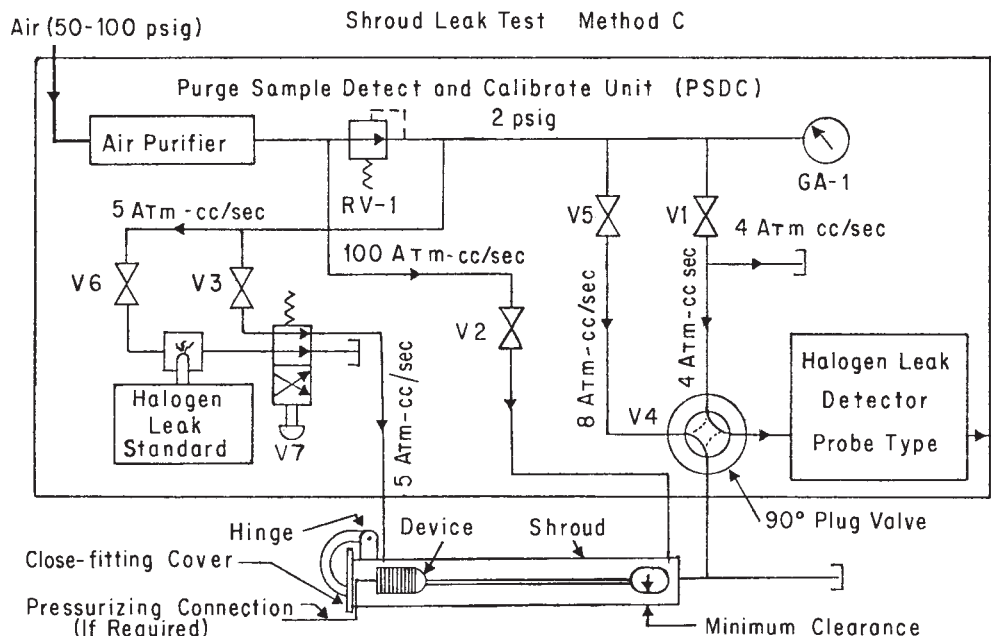 Shroud Leak Test Method C
Air (50-100 psig)
Purge Sample Detect and Calibrate Unit (PSDC)
2 psig
Air Purifier
RV-1
GA-1
5 ATM-cc/sec
V5
V1
4 ATM cc/sec
100 ATM-cc/sec
V6
V3
V2
8 ATM-cc/sec
4 ATM-cc sec
5 ATM-cc/sec
Halogen
Leak
Standard
V7
V4
Halogen Leak
Detector
Probe Type
90° Plug Valve
Hinge
Device
Shroud
Close-fitting Cover
Pressurizing Connection
(If Required)
Minimum Clearance